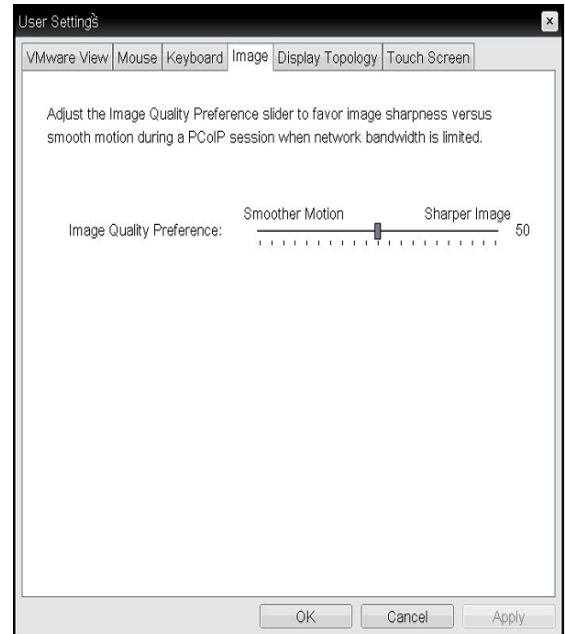 User Settings
VMware View Mouse Keyboard Image Display Topology Touch Screen
Adjust the Image Quality Preference slider to favor image sharpness versus
smooth motion during a PCoIP session when network bandwidth is limited.
Smoother Motion Sharper Image
Image Quality Preference: 50
OK Cancel Apply